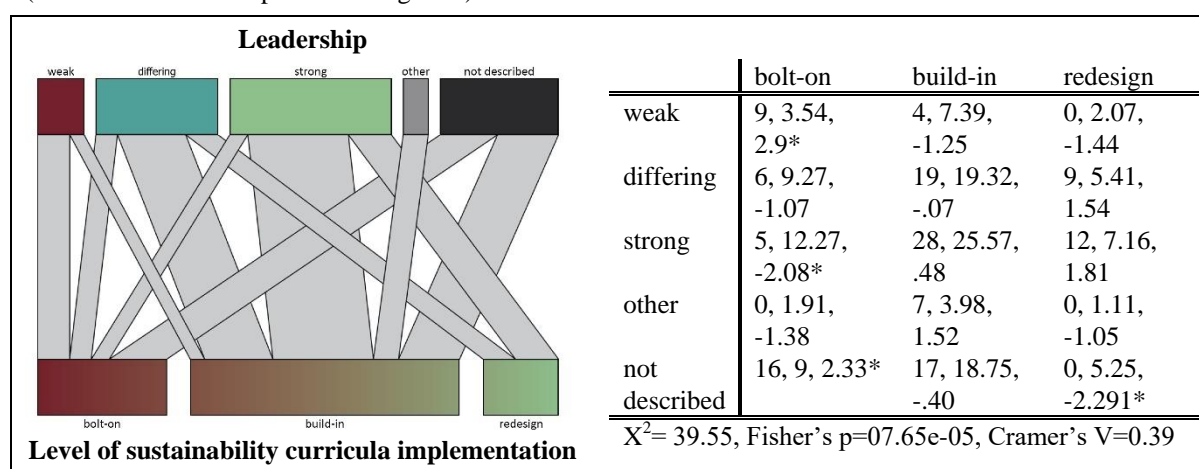 Leadership
weak differing strong other not described
bolt-on build-in redesign
Level of sustainability curricula implementation
bolt-on build-in redesign
weak 9, 3.54, 4, 7.39, 0, 2.07,
2.9* -1.25 -1.44
differing 6, 9.27, 19, 19.32, 9, 5.41,
-1.07 -.07 1.54
strong 5, 12.27, 28, 25.57, 12, 7.16,
-2.08* .48 1.81
other 0, 1.91, 7, 3.98, 0, 1.11,
-1.38 1.52 -1.05
not 16, 9, 2.33* 17, 18.75, 0, 5.25,
described -.40 -2.291*
X²= 39.55, Fisher's p=07.65e-05, Cramer's V=0.39